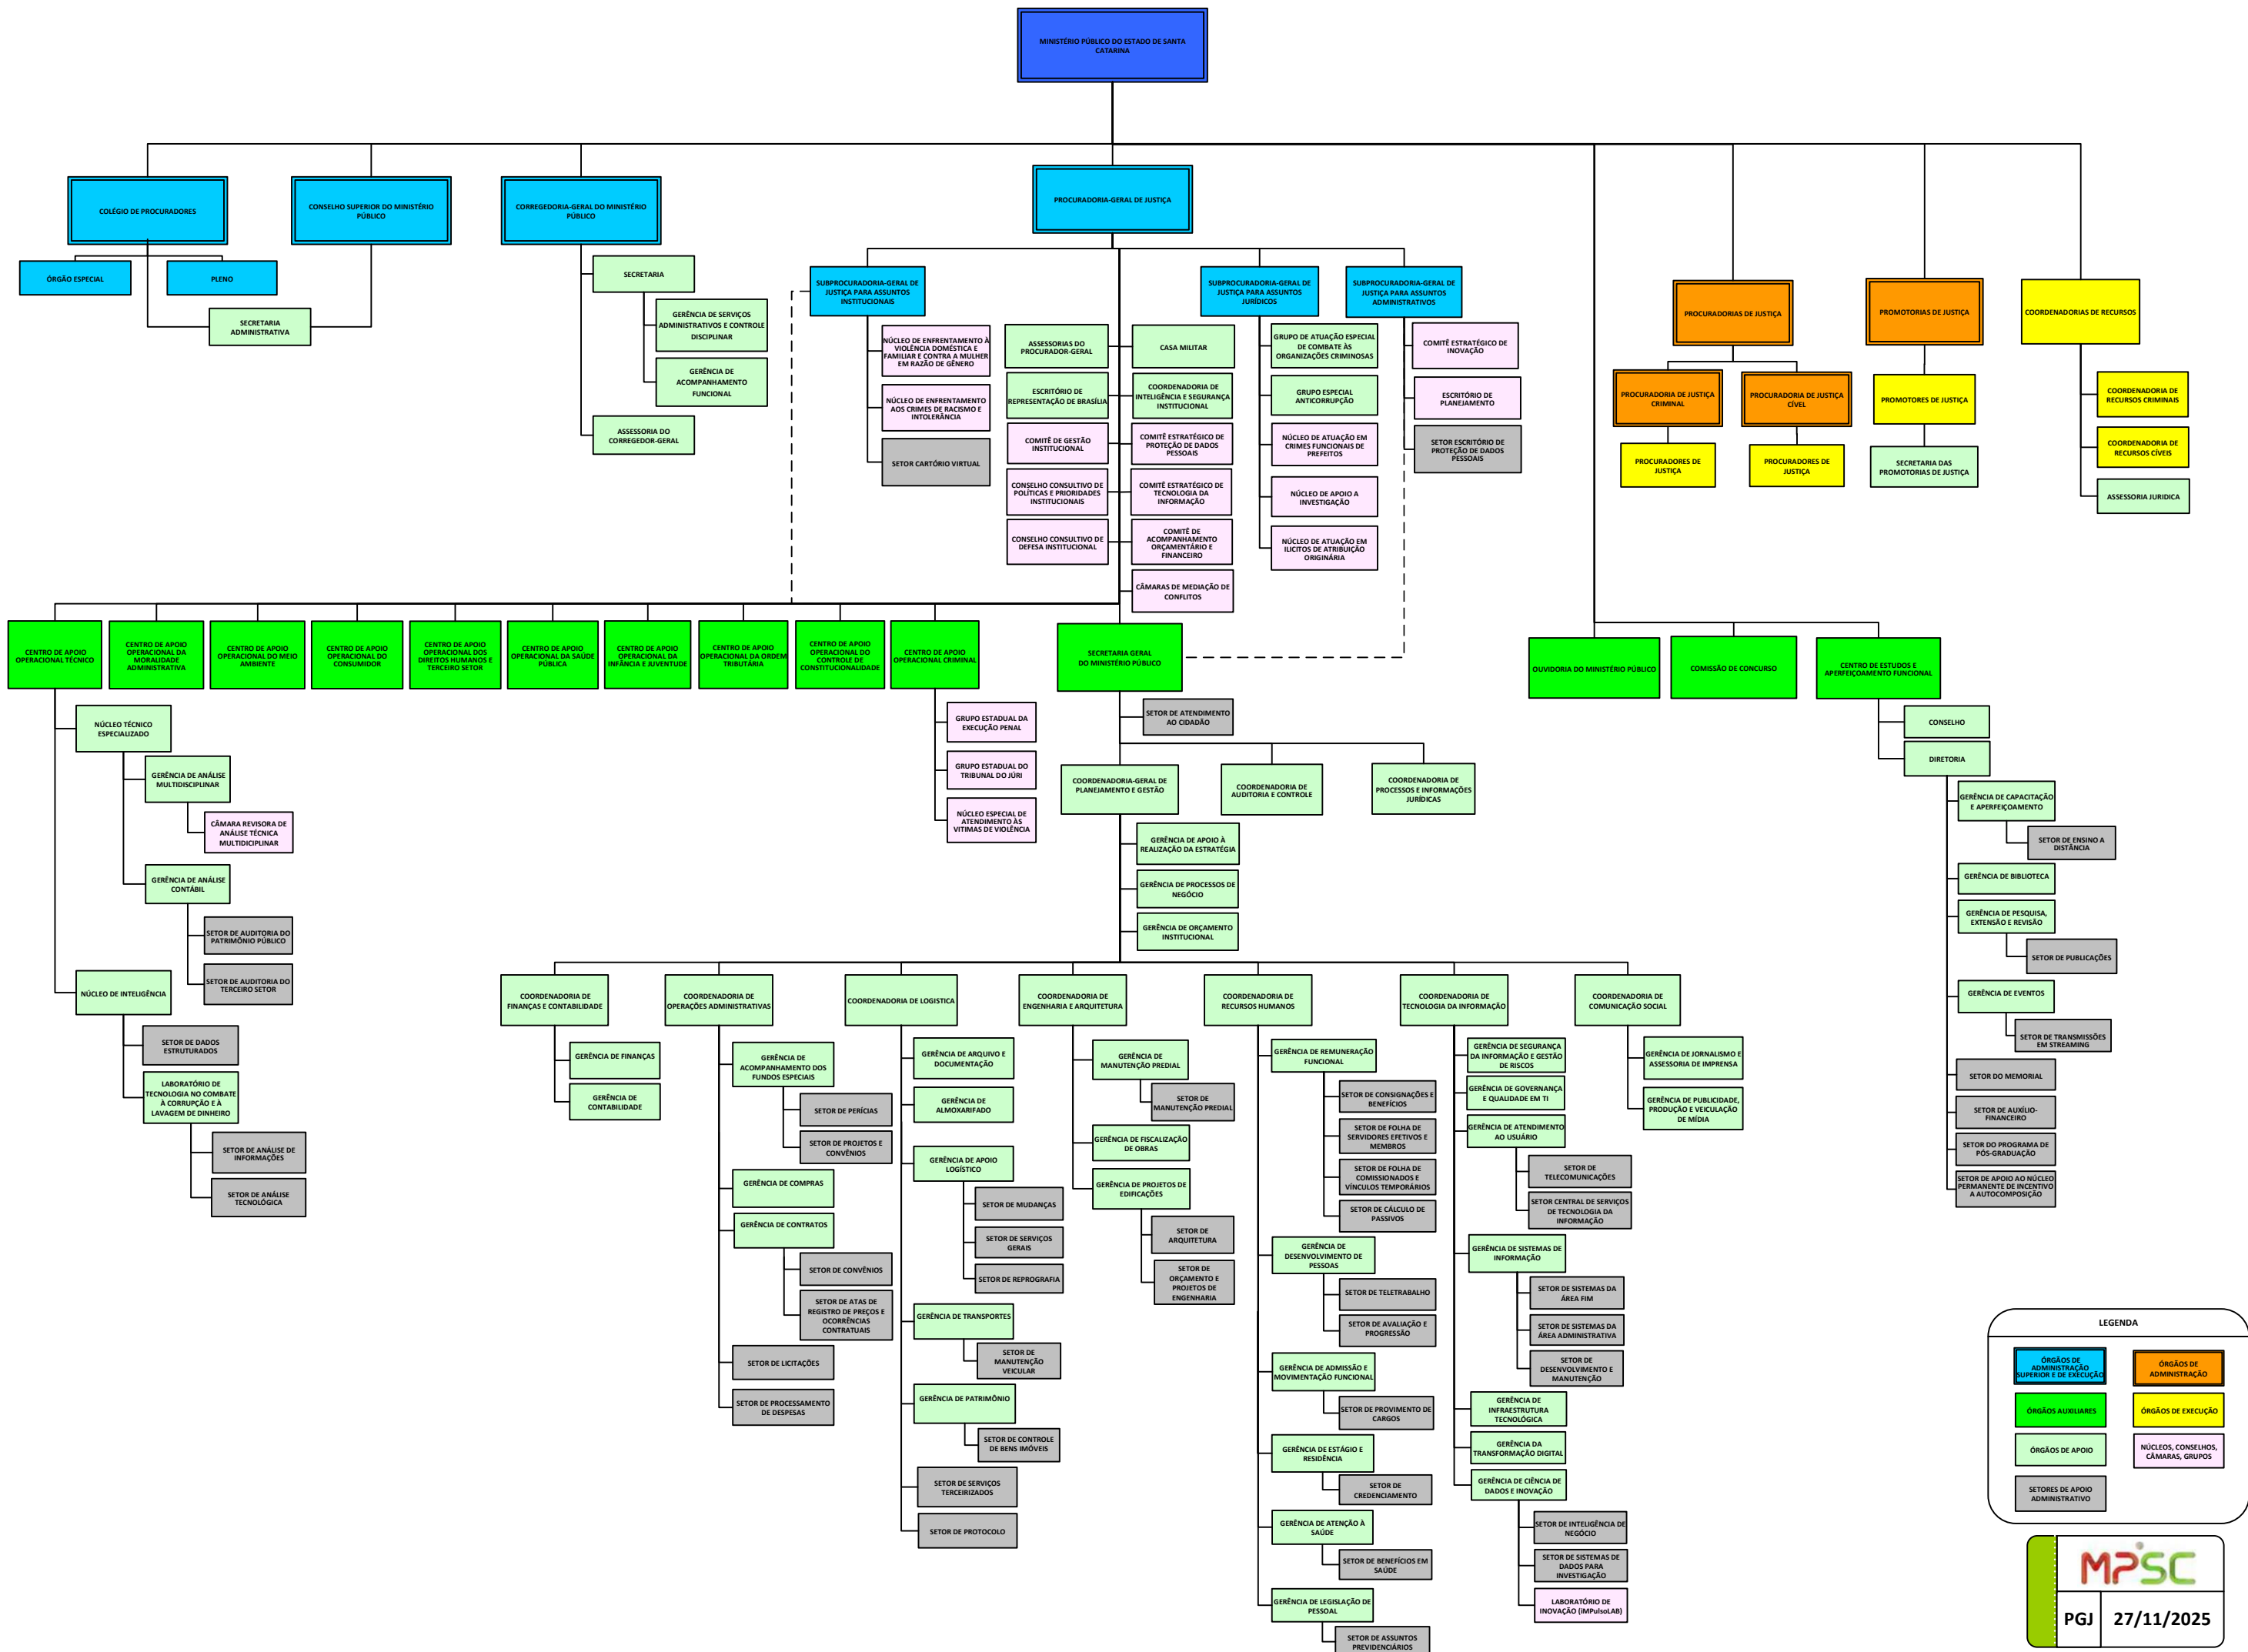 MINISTÉRIO PÚBLICO DO ESTADO DE SANTA
CATARINA
COLÉGIO DE PROCURADORES
CONSELHO SUPERIOR DO MINISTÉRIO
PÚBLICO
CORREGEDORIA-GERAL DO MINISTÉRIO
PÚBLICO
PROCURADORIA-GERAL DE JUSTIÇA
ÓRGÃO ESPECIAL
PLENO
SECRETARIA
ADMINISTRATIVA
SECRETARIA
GERÊNCIA DE SERVIÇOS
ADMINISTRATIVOS E CONTROLE
DISCIPLINAR
GERÊNCIA DE
ACOMPANHAMENTO
FUNCIONAL
ASSESSORIA DO
CORREGEDOR-GERAL
SUBPROCURADORIA-GERAL DE
JUSTIÇA PARA ASSUNTOS
INSTITUCIONAIS
NÚCLEO DE ENFRENTAMENTO À
VIOLÊNCIA DOMÉSTICA E
FAMILIAR E CONTRA A MULHER
EM RAZÃO DE GÊNERO
NÚCLEO DE ENFRENTAMENTO
AOS CRIMES DE RACISMO E
INTOLERÂNCIA
SETOR CARTÓRIO VIRTUAL
ASSESSORIAS DO
PROCURADOR-GERAL
CASA MILITAR
ESCRITÓRIO DE
REPRESENTAÇÃO DE BRASÍLIA
COORDENADORIA DE
INTELIGÊNCIA E SEGURANÇA
INSTITUCIONAL
COMITÊ DE GESTÃO
INSTITUCIONAL
COMITÊ ESTRATÉGICO DE
PROTEÇÃO DE DADOS
PESSOAIS
CONSELHO CONSULTIVO DE
POLÍTICAS E PRIORIDADES
INSTITUCIONAIS
COMITÊ ESTRATÉGICO DE
TECNOLOGIA DA
INFORMAÇÃO
CONSELHO CONSULTIVO DE
DEFESA INSTITUCIONAL
COMITÊ DE
ACOMPANHAMENTO
ORÇAMENTÁRIO E
FINANCEIRO
CÂMARAS DE MEDIAÇÃO DE
CONFLITOS
SUBPROCURADORIA-GERAL DE
JUSTIÇA PARA ASSUNTOS
JURÍDICOS
GRUPO DE ATUAÇÃO ESPECIAL
DE COMBATE ÀS
ORGANIZAÇÕES CRIMINOSAS
GRUPO ESPECIAL
ANTICORRUPÇÃO
NÚCLEO DE ATUAÇÃO EM
CRIMES FUNCIONAIS DE
PREFEITOS
NÚCLEO DE APOIO A
INVESTIGAÇÃO
NÚCLEO DE ATUAÇÃO EM
ILICITOS DE ATRIBUIÇÃO
ORIGINÁRIA
SUBPROCURADORIA-GERAL DE
JUSTIÇA PARA ASSUNTOS
ADMINISTRATIVOS
COMITÊ ESTRATÉGICO DE
INOVAÇÃO
ESCRITÓRIO DE
PLANEJAMENTO
SETOR ESCRITÓRIO DE
PROTEÇÃO DE DADOS
PESSOAIS
PROCURADORIAS DE JUSTIÇA
PROCURADORIA DE JUSTIÇA
CRIMINAL
PROCURADORIA DE JUSTIÇA
CÍVEL
PROCURADORES DE
JUSTIÇA
PROCURADORES DE
JUSTIÇA
PROMOTORIAS DE JUSTIÇA
PROMOTORES DE JUSTIÇA
SECRETARIA DAS
PROMOTORIAS DE JUSTIÇA
COORDENADORIAS DE RECURSOS
COORDENADORIA DE
RECURSOS CRIMINAIS
COORDENADORIA DE
RECURSOS CÍVEIS
ASSESSORIA JURIDICA
CENTRO DE APOIO
OPERACIONAL TÉCNICO
CENTRO DE APOIO
OPERACIONAL DA
MORALIDADE
ADMINISTRATIVA
CENTRO DE APOIO
OPERACIONAL DO MEIO
AMBIENTE
CENTRO DE APOIO
OPERACIONAL DO
CONSUMIDOR
CENTRO DE APOIO
OPERACIONAL DOS
DIREITOS HUMANOS E
TERCEIRO SETOR
CENTRO DE APOIO
OPERACIONAL DA SAÚDE
PÚBLICA
CENTRO DE APOIO
OPERACIONAL DA
INFÂNCIA E JUVENTUDE
CENTRO DE APOIO
OPERACIONAL DA ORDEM
TRIBUTÁRIA
CENTRO DE APOIO
OPERACIONAL DO
CONTROLE DE
CONSTITUCIONALIDADE
CENTRO DE APOIO
OPERACIONAL CRIMINAL
SECRETARIA GERAL
DO MINISTÉRIO PÚBLICO
OUVIDORIA DO MINISTÉRIO PÚBLICO
COMISSÃO DE CONCURSO
CENTRO DE ESTUDOS E
APERFEIÇOAMENTO FUNCIONAL
NÚCLEO TÉCNICO
ESPECIALIZADO
GERÊNCIA DE ANÁLISE
MULTIDISCIPLINAR
CÂMARA REVISORA DE
ANÁLISE TÉCNICA
MULTIDICIPLINAR
GERÊNCIA DE ANÁLISE
CONTÁBIL
SETOR DE AUDITORIA DO
PATRIMÔNIO PÚBLICO
SETOR DE AUDITORIA DO
TERCEIRO SETOR
NÚCLEO DE INTELIGÊNCIA
SETOR DE DADOS
ESTRUTURADOS
LABORATÓRIO DE
TECNOLOGIA NO COMBATE
À CORRUPÇÃO E À
LAVAGEM DE DINHEIRO
SETOR DE ANÁLISE DE
INFORMAÇÕES
SETOR DE ANÁLISE
TECNOLÓGICA
GRUPO ESTADUAL DA
EXECUÇÃO PENAL
GRUPO ESTADUAL DO
TRIBUNAL DO JÚRI
NÚCLEO ESPECIAL DE
ATENDIMENTO ÀS
VITIMAS DE VIOLÊNCIA
SETOR DE ATENDIMENTO
AO CIDADÃO
COORDENADORIA-GERAL DE
PLANEJAMENTO E GESTÃO
COORDENADORIA DE
AUDITORIA E CONTROLE
COORDENADORIA DE
PROCESSOS E INFORMAÇÕES
JURÍDICAS
GERÊNCIA DE APOIO À
REALIZAÇÃO DA ESTRATÉGIA
GERÊNCIA DE PROCESSOS DE
NEGÓCIO
GERÊNCIA DE ORÇAMENTO
INSTITUCIONAL
CONSELHO
DIRETORIA
GERÊNCIA DE CAPACITAÇÃO
E APERFEIÇOAMENTO
SETOR DE ENSINO A
DISTÂNCIA
GERÊNCIA DE BIBLIOTECA
GERÊNCIA DE PESQUISA,
EXTENSÃO E REVISÃO
SETOR DE PUBLICAÇÕES
GERÊNCIA DE EVENTOS
SETOR DE TRANSMISSÕES
EM STREAMING
SETOR DO MEMORIAL
SETOR DE AUXÍLIO-
FINANCEIRO
SETOR DO PROGRAMA DE
PÓS-GRADUAÇÃO
SETOR DE APOIO AO NÚCLEO
PERMANENTE DE INCENTIVO
A AUTOCOMPOSIÇÃO
COORDENADORIA DE
FINANÇAS E CONTABILIDADE
GERÊNCIA DE FINANÇAS
GERÊNCIA DE
CONTABILIDADE
COORDENADORIA DE
OPERAÇÕES ADMINISTRATIVAS
GERÊNCIA DE
ACOMPANHAMENTO DOS
FUNDOS ESPECIAIS
SETOR DE PERÍCIAS
SETOR DE PROJETOS E
CONVÊNIOS
GERÊNCIA DE COMPRAS
GERÊNCIA DE CONTRATOS
SETOR DE CONVÊNIOS
SETOR DE ATAS DE
REGISTRO DE PREÇOS E
OCORRÊNCIAS
CONTRATUAIS
SETOR DE LICITAÇÕES
SETOR DE PROCESSAMENTO
DE DESPESAS
COORDENADORIA DE LOGISTICA
GERÊNCIA DE ARQUIVO E
DOCUMENTAÇÃO
GERÊNCIA DE
ALMOXARIFADO
GERÊNCIA DE APOIO
LOGÍSTICO
SETOR DE MUDANÇAS
SETOR DE SERVIÇOS
GERAIS
SETOR DE REPROGRAFIA
GERÊNCIA DE TRANSPORTES
SETOR DE
MANUTENÇÃO
VEICULAR
GERÊNCIA DE PATRIMÔNIO
SETOR DE CONTROLE
DE BENS IMÓVEIS
SETOR DE SERVIÇOS
TERCEIRIZADOS
SETOR DE PROTOCOLO
COORDENADORIA DE
ENGENHARIA E ARQUITETURA
GERÊNCIA DE
MANUTENÇÃO PREDIAL
SETOR DE
MANUTENÇÃO PREDIAL
GERÊNCIA DE FISCALIZAÇÃO
DE OBRAS
GERÊNCIA DE PROJETOS DE
EDIFICAÇÕES
SETOR DE
ARQUITETURA
SETOR DE
ORÇAMENTO E
PROJETOS DE
ENGENHARIA
COORDENADORIA DE
RECURSOS HUMANOS
GERÊNCIA DE REMUNERAÇÃO
FUNCIONAL
SETOR DE CONSIGNAÇÕES E
BENEFÍCIOS
SETOR DE FOLHA DE
SERVIDORES EFETIVOS E
MEMBROS
SETOR DE FOLHA DE
COMISSIONADOS E
VÍNCULOS TEMPORÁRIOS
SETOR DE CÁLCULO DE
PASSIVOS
GERÊNCIA DE
DESENVOLVIMENTO DE
PESSOAS
SETOR DE TELETRABALHO
SETOR DE AVALIAÇÃO E
PROGRESSÃO
GERÊNCIA DE ADMISSÃO E
MOVIMENTAÇÃO FUNCIONAL
SETOR DE PROVIMENTO DE
CARGOS
GERÊNCIA DE ESTÁGIO E
RESIDÊNCIA
SETOR DE
CREDENCIAMENTO
GERÊNCIA DE ATENÇÃO À
SAÚDE
SETOR DE BENEFÍCIOS EM
SAÚDE
GERÊNCIA DE LEGISLAÇÃO DE
PESSOAL
SETOR DE ASSUNTOS
PREVIDENCIÁRIOS
COORDENADORIA DE
TECNOLOGIA DA INFORMAÇÃO
GERÊNCIA DE SEGURANÇA
DA INFORMAÇÃO E GESTÃO
DE RISCOS
GERÊNCIA DE GOVERNANÇA
E QUALIDADE EM TI
GERÊNCIA DE ATENDIMENTO
AO USUÁRIO
SETOR DE
TELECOMUNICAÇÕES
SETOR CENTRAL DE SERVIÇOS
DE TECNOLOGIA DA
INFORMAÇÃO
GERÊNCIA DE SISTEMAS DE
INFORMAÇÃO
SETOR DE SISTEMAS DA
ÁREA FIM
SETOR DE SISTEMAS DA
ÁREA ADMINISTRATIVA
SETOR DE
DESENVOLVIMENTO E
MANUTENÇÃO
GERÊNCIA DE
INFRAESTRUTURA
TECNOLÓGICA
GERÊNCIA DA
TRANSFORMAÇÃO DIGITAL
GERÊNCIA DE CIÊNCIA DE
DADOS E INOVAÇÃO
SETOR DE INTELIGÊNCIA DE
NEGÓCIO
SETOR DE SISTEMAS DE
DADOS PARA
INVESTIGAÇÃO
LABORATÓRIO DE
INOVAÇÃO (iMPulsoLAB)
COORDENADORIA DE
COMUNICAÇÃO SOCIAL
GERÊNCIA DE JORNALISMO E
ASSESSORIA DE IMPRENSA
GERÊNCIA DE PUBLICIDADE,
PRODUÇÃO E VEICULAÇÃO
DE MÍDIA
LEGENDA
ÓRGÃOS DE
ADMINISTRAÇÃO
SUPERIOR E DE EXECUÇÃO
ÓRGÃOS DE
ADMINISTRAÇÃO
ÓRGÃOS AUXILIARES
ÓRGÃOS DE EXECUÇÃO
ÓRGÃOS DE APOIO
NÚCLEOS, CONSELHOS,
CÂMARAS, GRUPOS
SETORES DE APOIO
ADMINISTRATIVO
MPSC
PGJ
27/11/2025